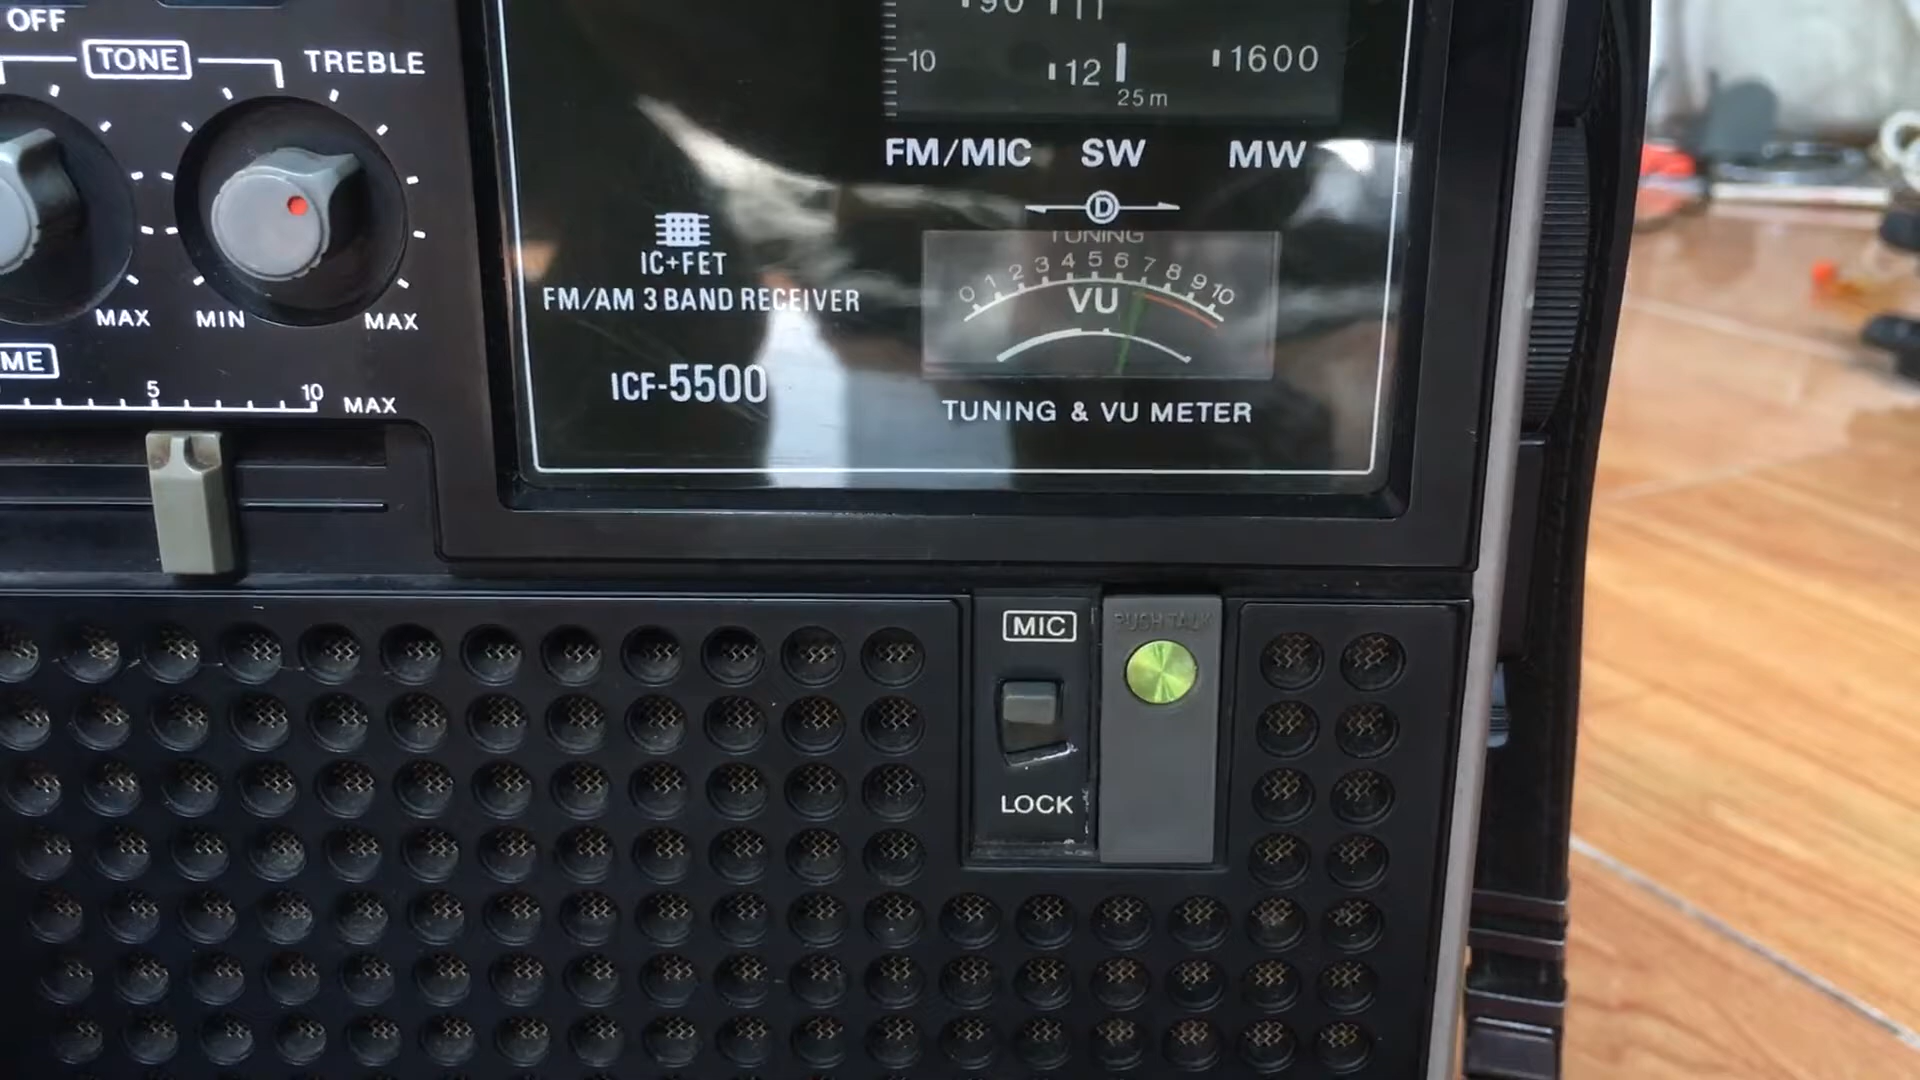 OFF
TONE
TREBLE
MAX
MIN
MAX
5
10
MAX
90 11
10
12
1600
25m
FM/MIC SW MW
D
TUNING
0 1 2 3 4 5 6 7 8 9 10
VU
TUNING & VU METER
IC+FET
FM/AM 3 BAND RECEIVER
ICF-5500
MIC
PUSH TALK
LOCK